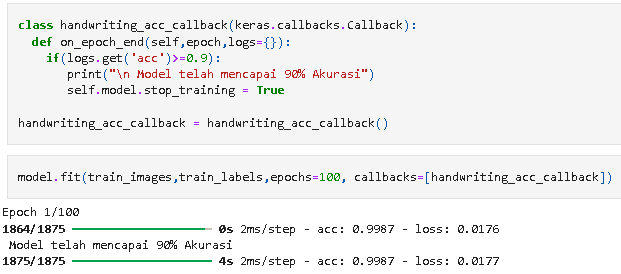 class handwriting_acc_callback(keras.callbacks.Callback):
  def on_epoch_end(self,epoch,logs={}):
    if(logs.get('acc')>=0.9):
      print("\n Model telah mencapai 90% Akurasi")
      self.model.stop_training = True
handwriting_acc_callback = handwriting_acc_callback()
model.fit(train_images,train_labels,epochs=100, callbacks=[handwriting_acc_callback])
Epoch 1/100
1864/1875 0s 2ms/step - acc: 0.9987 - loss: 0.0176
 Model telah mencapai 90% Akurasi
1875/1875 4s 2ms/step - acc: 0.9987 - loss: 0.0177